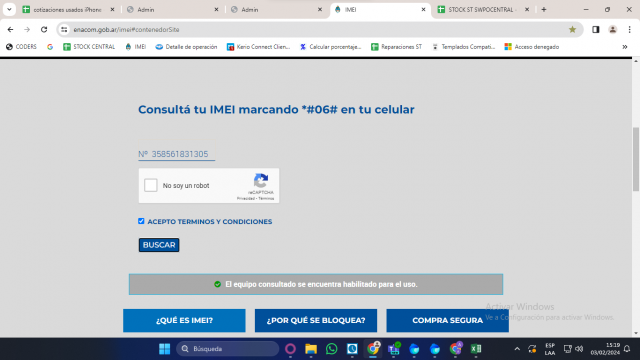 cotizaciones usados iPhone
Admin
Admin
IMEI
STOCK ST SWPOCENTRAL -
enacom.gob.ar/imei#contenedorSite
CODERS
STOCK CENTRAL
IMEI
Detalle de operación
Kerio Connect Clien...
Calcular porcentaje...
Reparaciones ST
Templados Compati...
Acceso denegado
Consultá tu IMEI marcando *#06# en tu celular
Nº 358561831305
No soy un robot
reCAPTCHA
Privacidad - Términos
ACEPTO TERMINOS Y CONDICIONES
BUSCAR
El equipo consultado se encuentra habilitado para el uso.
Activar Windows
Ve a Configuración para activar Windows.
¿QUÉ ES IMEI?
¿POR QUÉ SE BLOQUEA?
COMPRA SEGURA
Búsqueda
ESP
LAA
15:19
03/02/2024